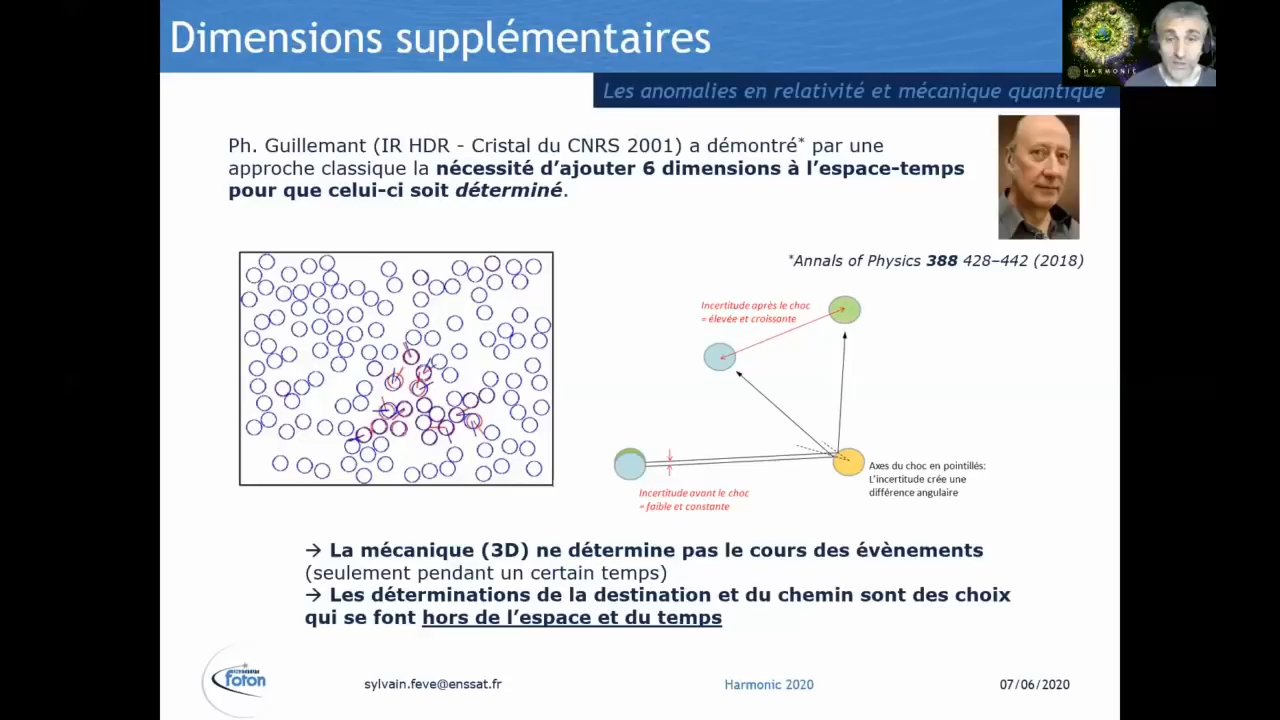 Dimensions supplémentaires
HARMONIC
Les anomalies en relativité et mécanique quantique
Ph. Guillemant (IR HDR - Cristal du CNRS 2001) a démontré* par une
approche classique la nécessité d'ajouter 6 dimensions à l'espace-temps
pour que celui-ci soit déterminé.
*Annals of Physics 388 428–442 (2018)
Incertitude après le choc
= élevée et croissante
Axes du choc en pointillés:
L'incertitude crée une
différence angulaire
Incertitude avant le choc
= faible et constante
→ La mécanique (3D) ne détermine pas le cours des évènements
(seulement pendant un certain temps)
→ Les déterminations de la destination et du chemin sont des choix
qui se font hors de l'espace et du temps
foton
sylvain.feve@enssat.fr
Harmonic 2020
07/06/2020